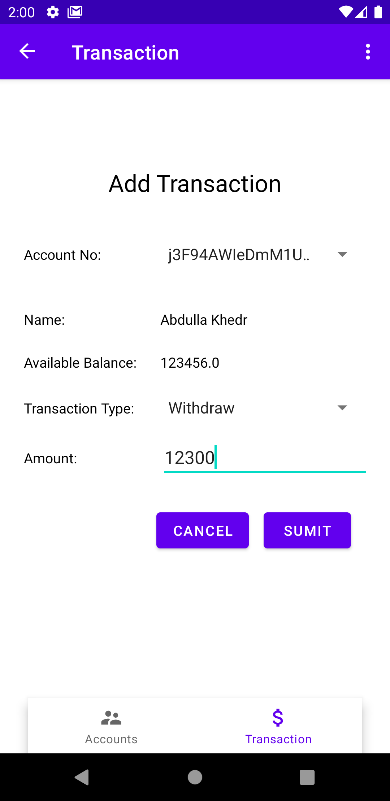 2:00
Transaction
Add Transaction
Account No: j3F94AWIeDmM1U..
Name: Abdulla Khedr
Available Balance: 123456.0
Transaction Type: Withdraw
Amount: 12300
CANCEL SUMIT
Accounts Transaction